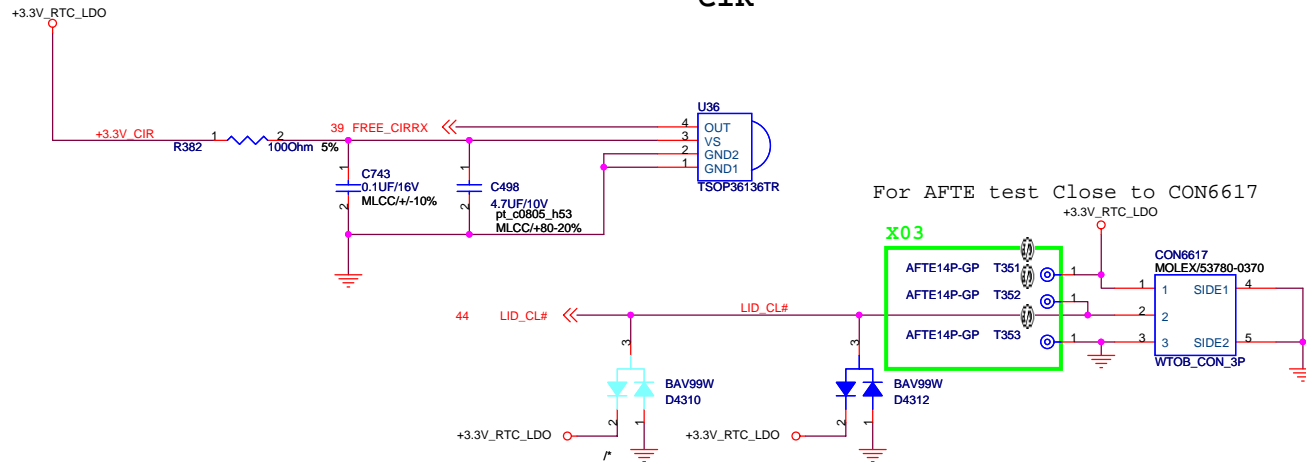 CIR
+3.3V_RTC_LDO
U36
+3.3V_CIR
1
2
R382
100Ohm 5%
39 FREE_CIRRX
4 OUT
3 VS
2 GND2
1 GND1
TSOP36136TR
1
C743
0.1UF/16V
MLCC/+/-10%
2
1
C498
4.7UF/10V
pt_c0805_h53
MLCC/+80-20%
2
For AFTE test Close to CON6617
+3.3V_RTC_LDO
X03
CON6617
MOLEX/53780-0370
AFTE14P-GP T351 1
AFTE14P-GP T352 1
AFTE14P-GP T353 1
1 1 SIDE1 4
2 2
3 3 SIDE2 5
WTOB_CON_3P
44 LID_CL#
LID_CL#
3
BAV99W
D4310
2
1
+3.3V_RTC_LDO
/*
3
BAV99W
D4312
2
1
+3.3V_RTC_LDO